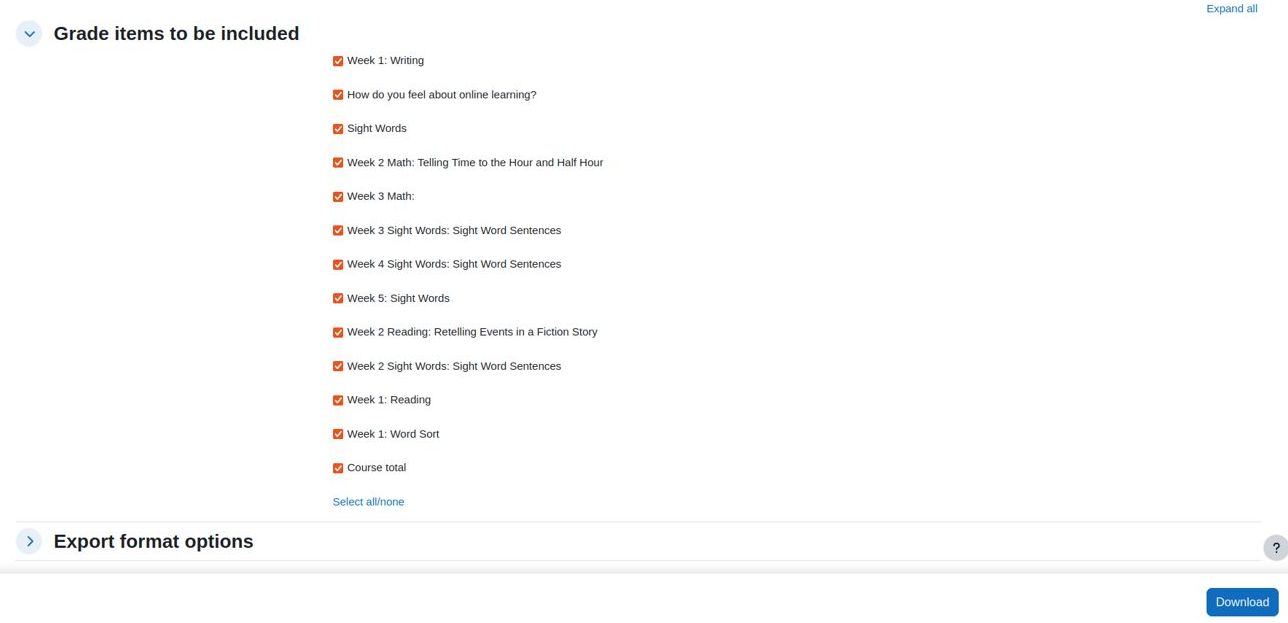 Expand all
Grade items to be included
Week 1: Writing
How do you feel about online learning?
Sight Words
Week 2 Math: Telling Time to the Hour and Half Hour
Week 3 Math:
Week 3 Sight Words: Sight Word Sentences
Week 4 Sight Words: Sight Word Sentences
Week 5: Sight Words
Week 2 Reading: Retelling Events in a Fiction Story
Week 2 Sight Words: Sight Word Sentences
Week 1: Reading
Week 1: Word Sort
Course total
Select all/none
Export format options
?
Download